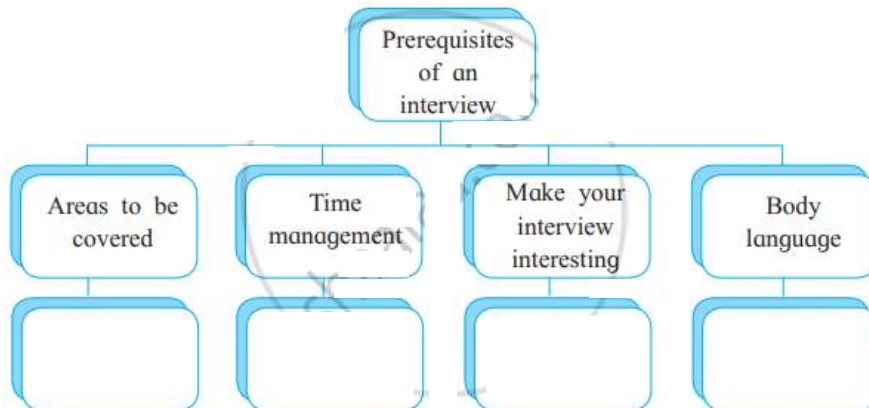 Prerequisites
of an
interview
Areas to be
covered
Time
management
Make your
interview
interesting
Body
language